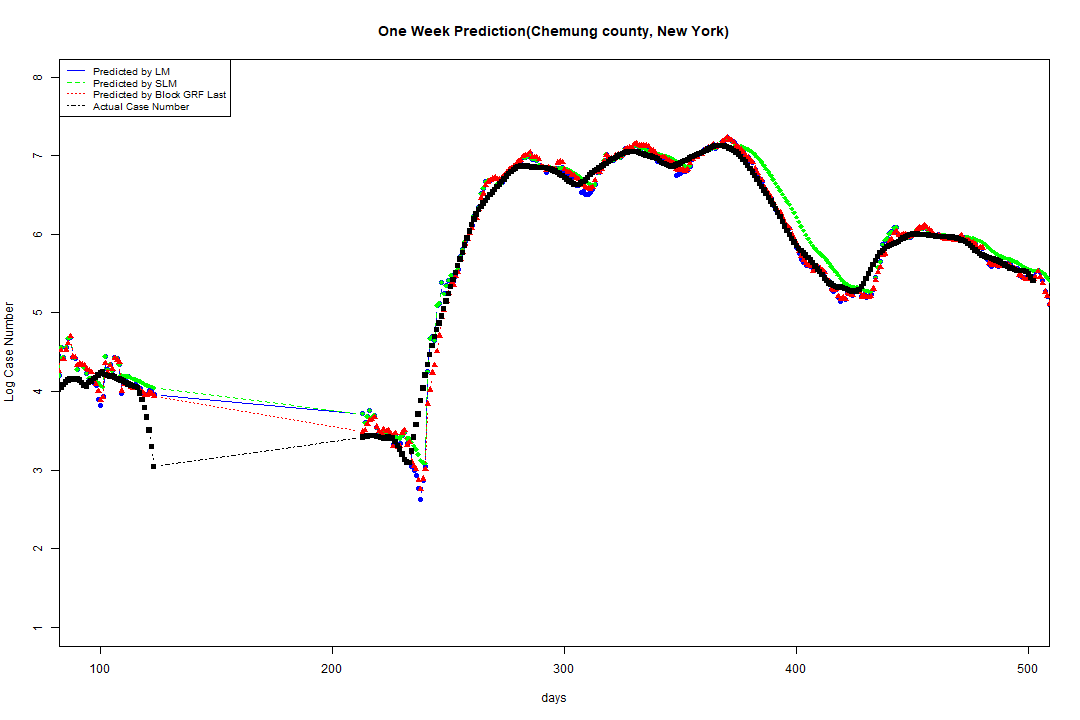 One Week Prediction(Chemung county, New York)
Predicted by LM
Predicted by SLM
Predicted by Block GRF Last
Actual Case Number
8
7
6
5
4
3
2
1
Log Case Number
100 200 300 400 500
days